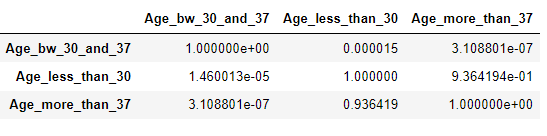 Age_bw_30_and_37 Age_less_than_30 Age_more_than_37
Age_bw_30_and_37 1.000000e+00 0.000015 3.108801e-07
Age_less_than_30 1.460013e-05 1.000000 9.364194e-01
Age_more_than_37 3.108801e-07 0.936419 1.000000e+00